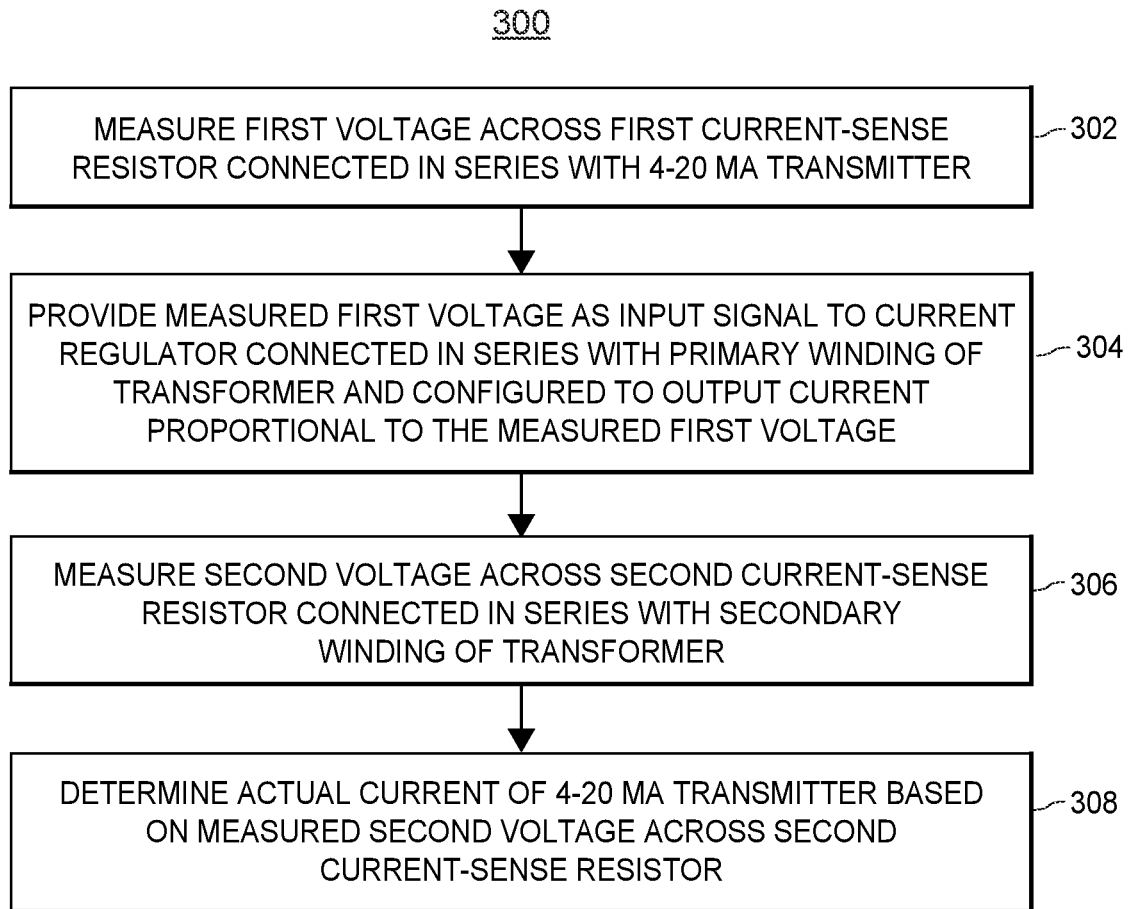 300
MEASURE FIRST VOLTAGE ACROSS FIRST CURRENT-SENSE
RESISTOR CONNECTED IN SERIES WITH 4-20 MA TRANSMITTER
302
PROVIDE MEASURED FIRST VOLTAGE AS INPUT SIGNAL TO CURRENT
REGULATOR CONNECTED IN SERIES WITH PRIMARY WINDING OF
TRANSFORMER AND CONFIGURED TO OUTPUT CURRENT
PROPORTIONAL TO THE MEASURED FIRST VOLTAGE
304
MEASURE SECOND VOLTAGE ACROSS SECOND CURRENT-SENSE
RESISTOR CONNECTED IN SERIES WITH SECONDARY
WINDING OF TRANSFORMER
306
DETERMINE ACTUAL CURRENT OF 4-20 MA TRANSMITTER BASED
ON MEASURED SECOND VOLTAGE ACROSS SECOND
CURRENT-SENSE RESISTOR
308